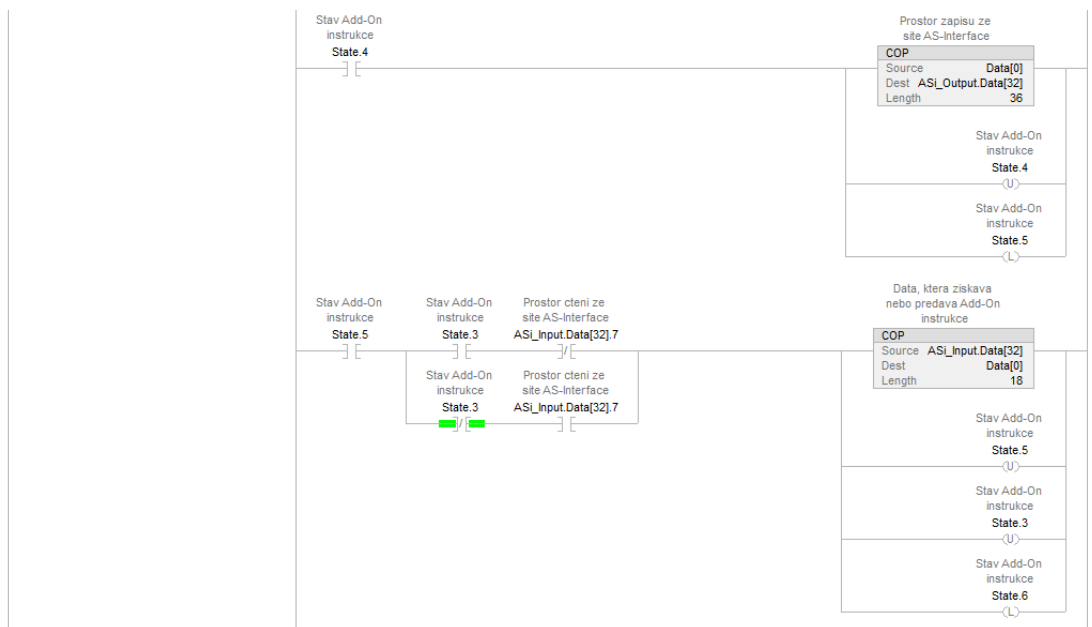 Stav Add-On
instrukce
State.4
Prostor zapisu ze
site AS-Interface
COP
Source Data[0]
Dest ASi_Output.Data[32]
Length 36
Stav Add-On
instrukce
State.4
U
Stav Add-On
instrukce
State.5
L
Stav Add-On
instrukce
State.5
Stav Add-On
instrukce
State.3
Prostor cteni ze
site AS-Interface
ASi_Input.Data[32].7
/
Stav Add-On
instrukce
State.3
/
Prostor cteni ze
site AS-Interface
ASi_Input.Data[32].7
Data, ktera ziskava
nebo predava Add-On
instrukce
COP
Source ASi_Input.Data[32]
Dest Data[0]
Length 18
Stav Add-On
instrukce
State.5
U
Stav Add-On
instrukce
State.3
U
Stav Add-On
instrukce
State.6
L